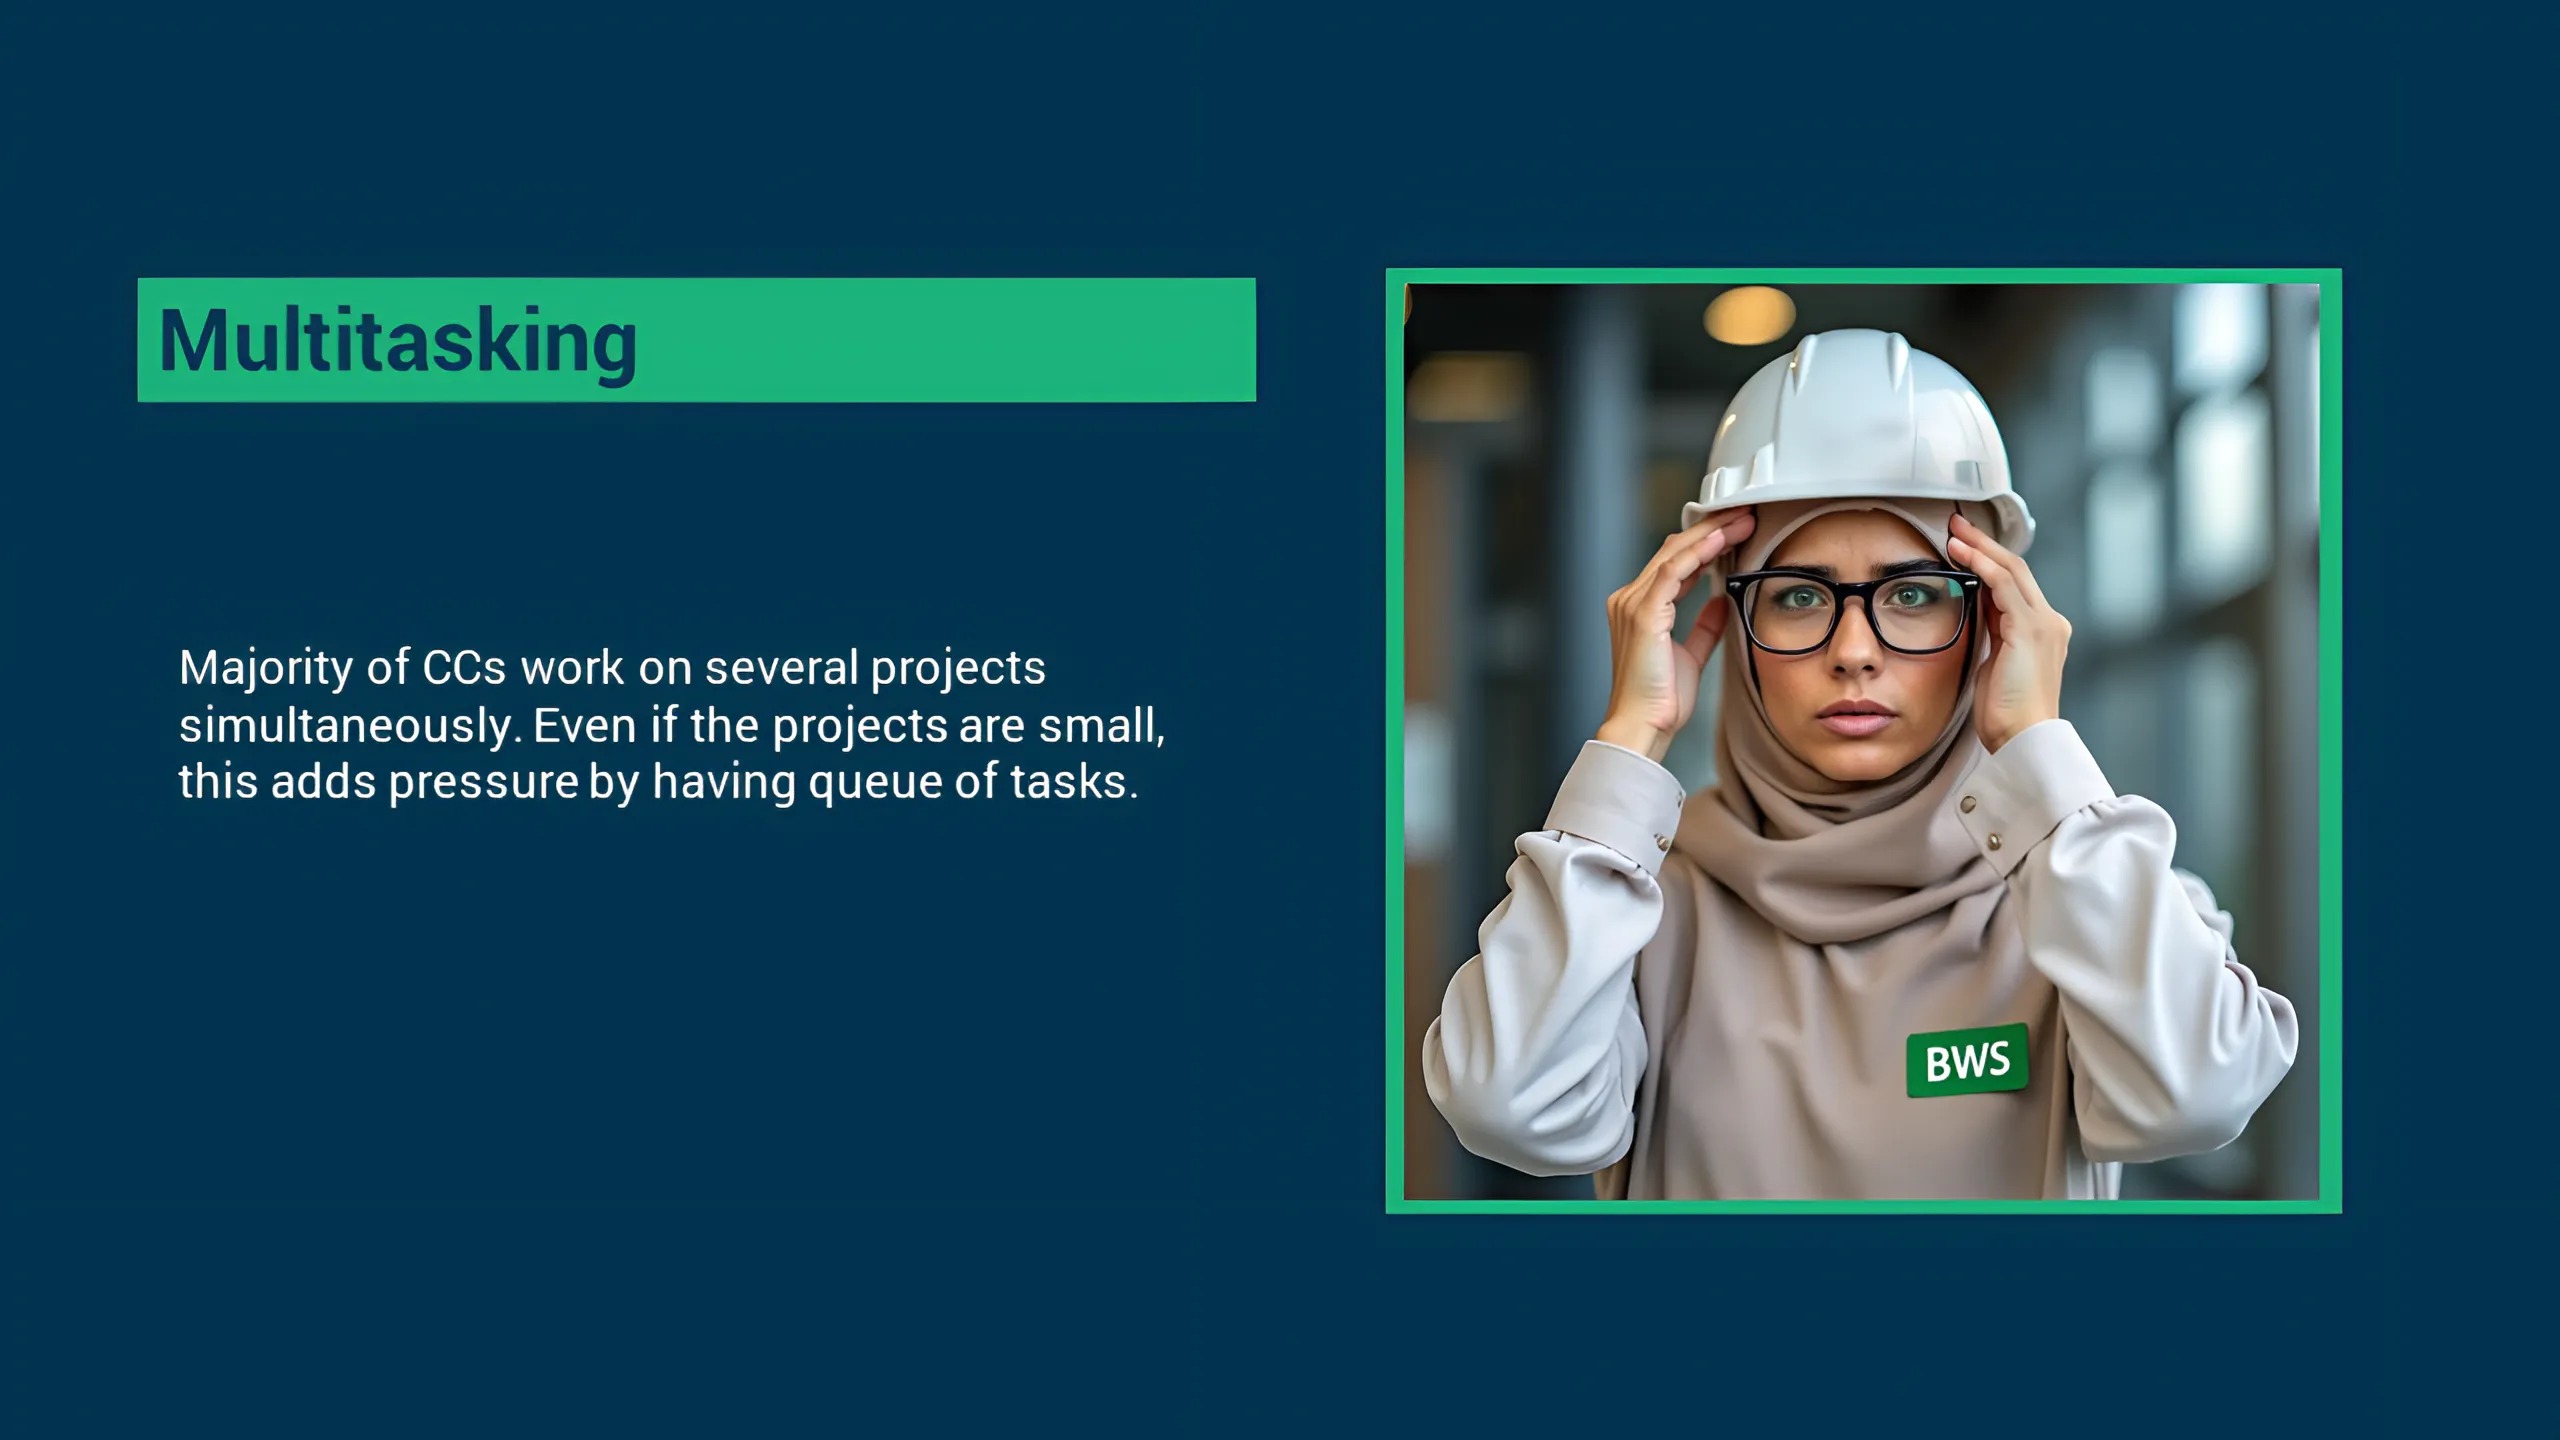 Multitasking
Majority of CCs work on several projects
simultaneously. Even if the projects are small,
this adds pressure by having queue of tasks.
BWS